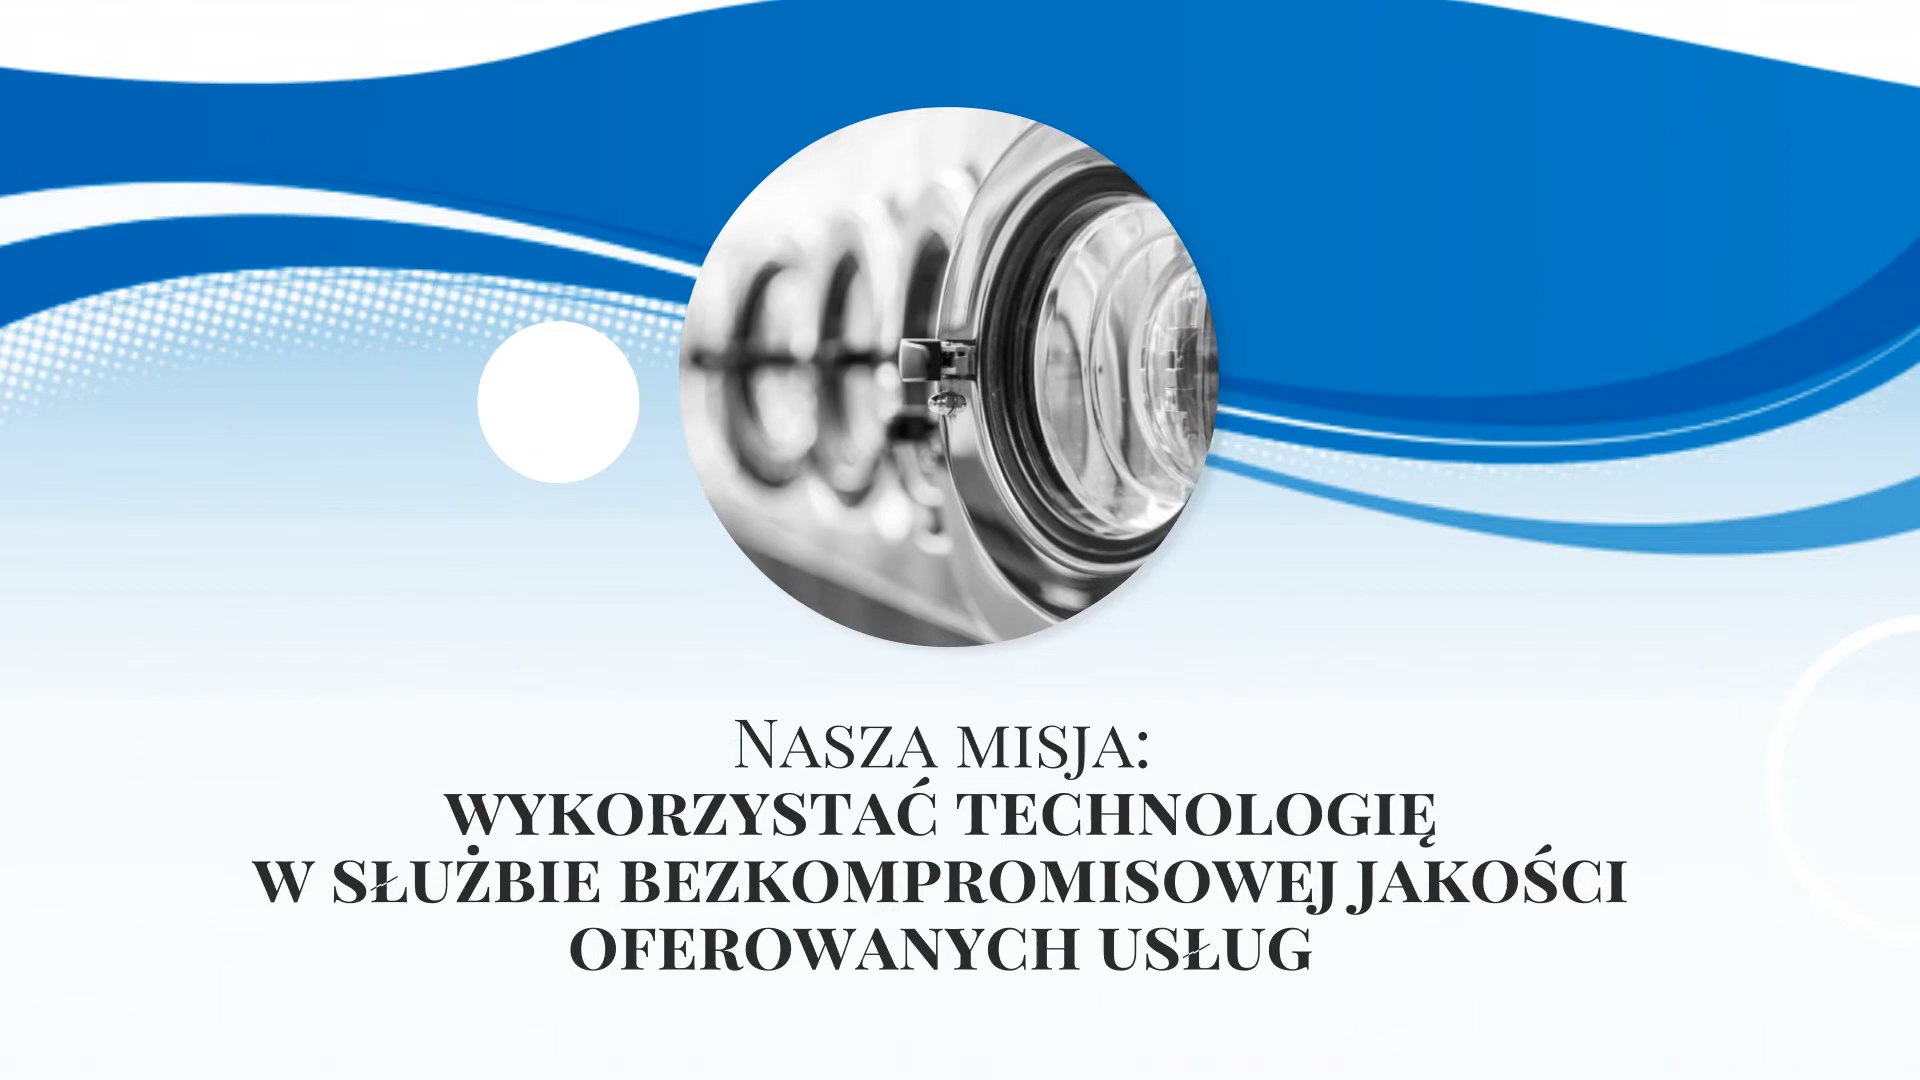 Nasza misja:
wykorzystać technologię
w służbie bezkompromisowej jakości
oferowanych usług